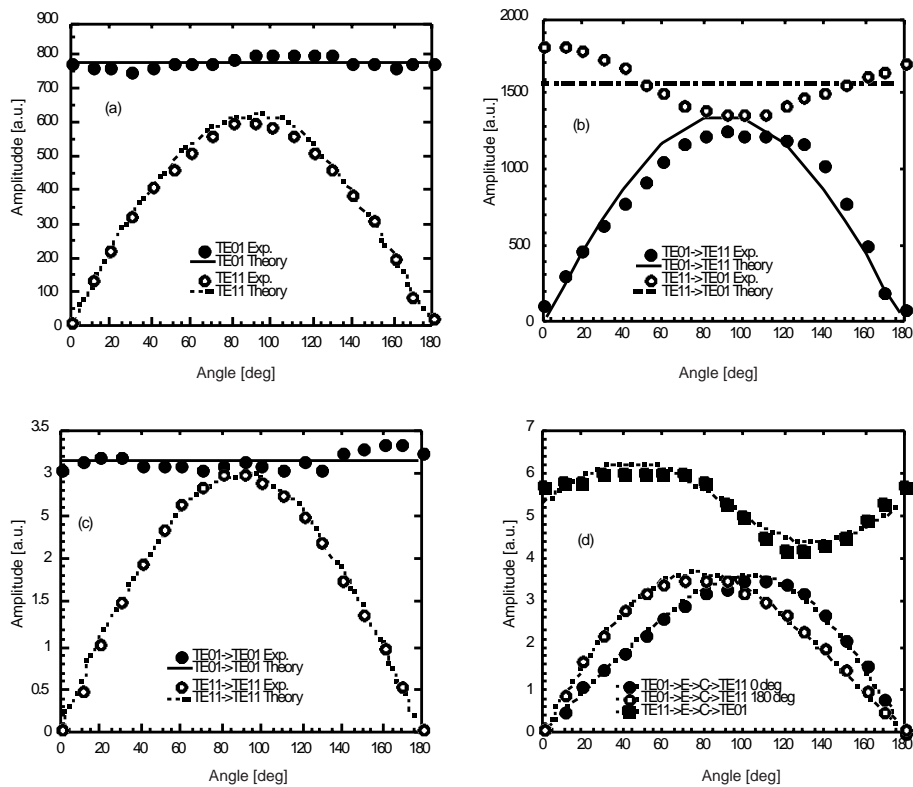 900
800
700
600
500
400
300
200
100
0
Amplitudde [a.u.]
(a)
TE01 Exp.
TE01 Theory
TE11 Exp.
TE11 Theory
0 20 40 60 80 100 120 140 160 180
Angle [deg]
2000
1500
1000
500
0
Amplitude [a.u.]
(b)
TE01->TE11 Exp.
TE01->TE11 Theory
TE11->TE01 Exp.
TE11->TE01 Theory
0 20 40 60 80 100 120 140 160 180
Angle [deg]
3.5
3
5
2
1.5
1
0.5
0
Amplitude [a.u.]
(c)
TE01->TE01 Exp.
TE01->TE01 Theory
TE11->TE11 Exp.
TE11->TE11 Theory
0 20 40 60 80 100 120 140 160 180
Angle [deg]
7
6
5
4
3
2
1
0
Amplitude [a.u.]
(d)
TE01->E->C->TE11 0 deg
TE01->E->C->TE11 180 deg
TE11->E->C->TE01
0 20 40 60 80 100 120 140 160 180
Angle [deg]